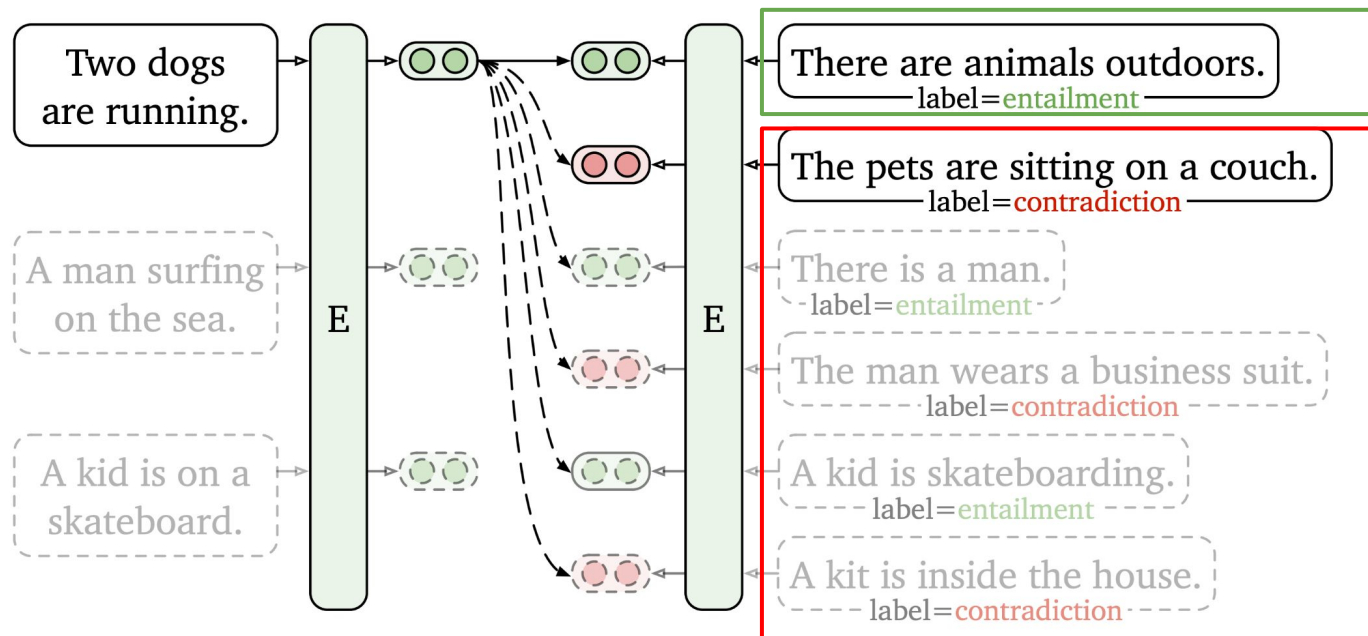 Two dogs
are running.
There are animals outdoors.
label=entailment
The pets are sitting on a couch.
label=contradiction
A man surfing
on the sea.
There is a man.
label=entailment
E
E
The man wears a business suit.
label=contradiction
A kid is on a
skateboard.
A kid is skateboarding.
label=entailment
A kit is inside the house.
label=contradiction